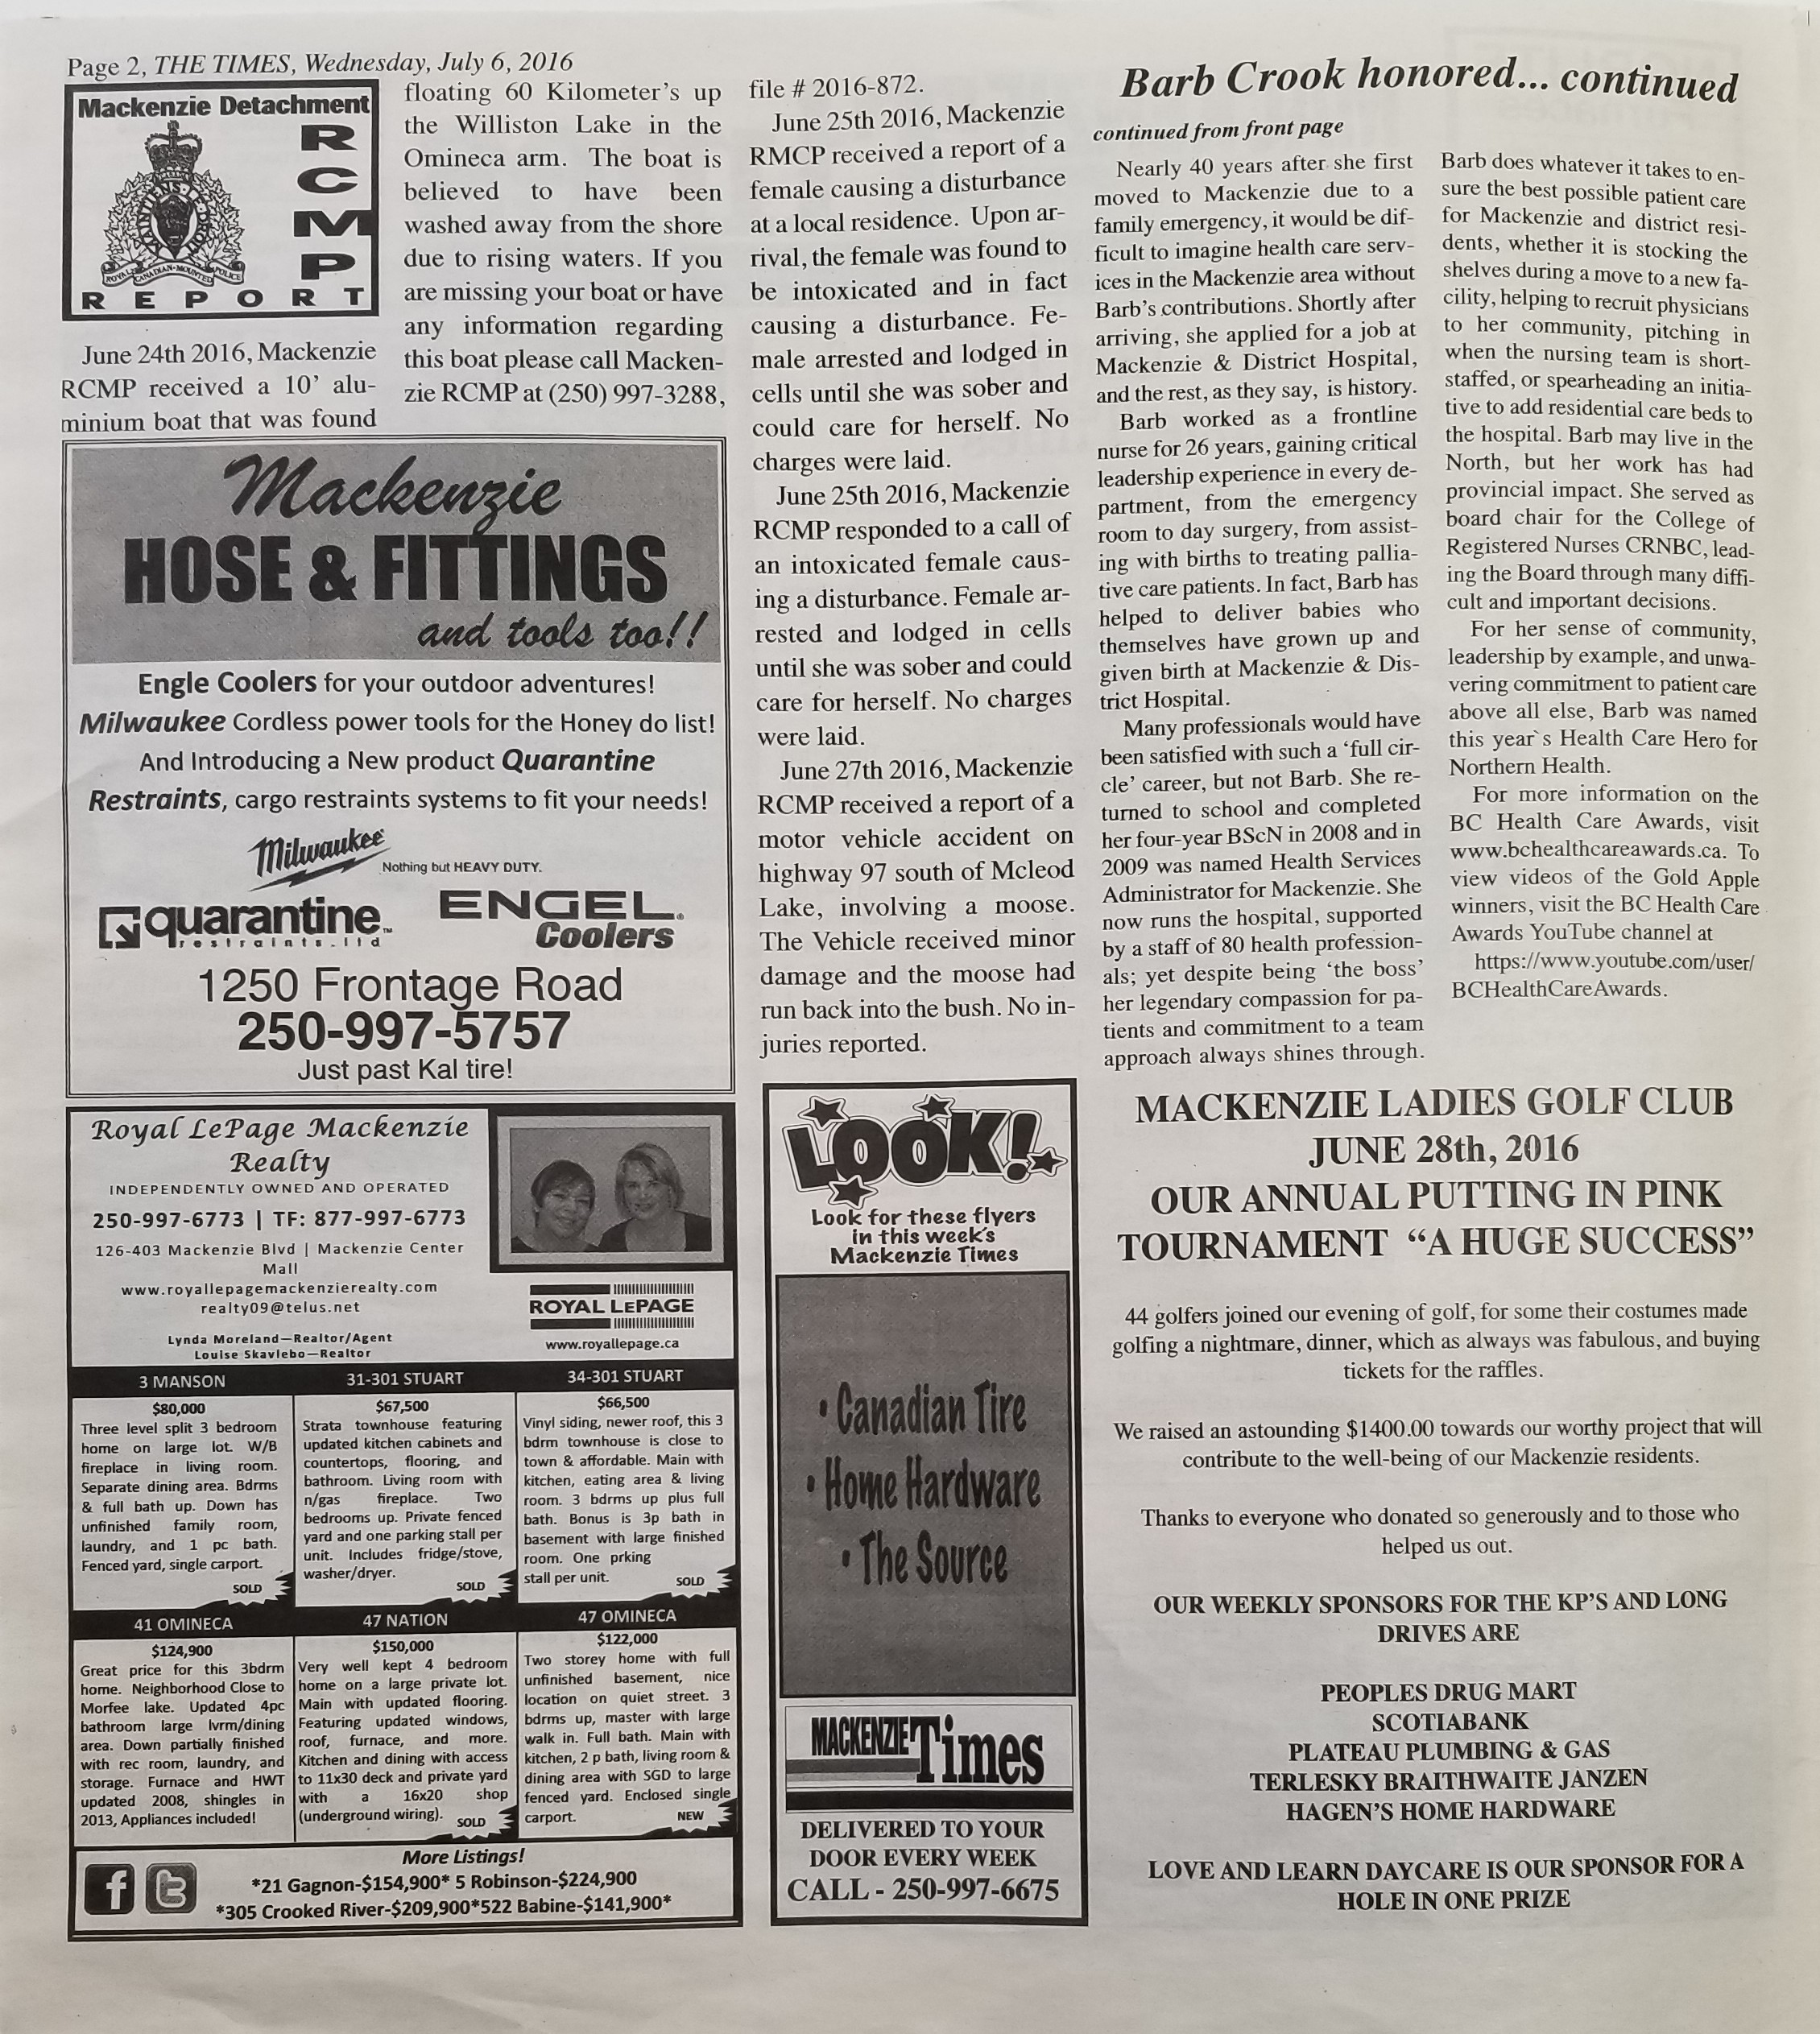 Page 2, THE TIMES, Wednesday, July 6, 2016
Mackenzie Detachment
RCMP
REPORT
MAINTIENS LE DROIT
ROYAL CANADIAN MOUNTED POLICE
June 24th 2016, Mackenzie
RCMP received a 10’ alu-
minium boat that was found
floating 60 Kilometer’s up
the Williston Lake in the
Omineca arm. The boat is
believed to have been
washed away from the shore
due to rising waters. If you
are missing your boat or have
any information regarding
this boat please call Macken-
zie RCMP at (250) 997-3288,
file # 2016-872.
June 25th 2016, Mackenzie
RMCP received a report of a
female causing a disturbance
at a local residence. Upon ar-
rival, the female was found to
be intoxicated and in fact
causing a disturbance. Fe-
male arrested and lodged in
cells until she was sober and
could care for herself. No
charges were laid.
June 25th 2016, Mackenzie
RCMP responded to a call of
an intoxicated female caus-
ing a disturbance. Female ar-
rested and lodged in cells
until she was sober and could
care for herself. No charges
were laid.
June 27th 2016, Mackenzie
RCMP received a report of a
motor vehicle accident on
highway 97 south of Mcleod
Lake, involving a moose.
The Vehicle received minor
damage and the moose had
run back into the bush. No in-
juries reported.
Barb Crook honored... continued
continued from front page
Nearly 40 years after she first
moved to Mackenzie due to a
family emergency, it would be dif-
ficult to imagine health care serv-
ices in the Mackenzie area without
Barb’s contributions. Shortly after
arriving, she applied for a job at
Mackenzie & District Hospital,
and the rest, as they say, is history.
Barb worked as a frontline
nurse for 26 years, gaining critical
leadership experience in every de-
partment, from the emergency
room to day surgery, from assist-
ing with births to treating pallia-
tive care patients. In fact, Barb has
helped to deliver babies who
themselves have grown up and
given birth at Mackenzie & Dis-
trict Hospital.
Many professionals would have
been satisfied with such a ‘full cir-
cle’ career, but not Barb. She re-
turned to school and completed
her four-year BScN in 2008 and in
2009 was named Health Services
Administrator for Mackenzie. She
now runs the hospital, supported
by a staff of 80 health profession-
als; yet despite being ‘the boss’
her legendary compassion for pa-
tients and commitment to a team
approach always shines through.
Barb does whatever it takes to en-
sure the best possible patient care
for Mackenzie and district resi-
dents, whether it is stocking the
shelves during a move to a new fa-
cility, helping to recruit physicians
to her community, pitching in
when the nursing team is short-
staffed, or spearheading an initia-
tive to add residential care beds to
the hospital. Barb may live in the
North, but her work has had
provincial impact. She served as
board chair for the College of
Registered Nurses CRNBC, lead-
ing the Board through many diffi-
cult and important decisions.
For her sense of community,
leadership by example, and unwa-
vering commitment to patient care
above all else, Barb was named
this year`s Health Care Hero for
Northern Health.
For more information on the
BC Health Care Awards, visit
www.bchealthcareawards.ca. To
view videos of the Gold Apple
winners, visit the BC Health Care
Awards YouTube channel at
https://www.youtube.com/user/
BCHealthCareAwards.
Mackenzie
HOSE & FITTINGS
and tools too!!
Engle Coolers for your outdoor adventures!
Milwaukee Cordless power tools for the Honey do list!
And Introducing a New product Quarantine
Restraints, cargo restraints systems to fit your needs!
Milwaukee
Nothing but HEAVY DUTY.
quarantine™
restraints.ltd
ENGEL®
Coolers
1250 Frontage Road
250-997-5757
Just past Kal tire!
Royal LePage Mackenzie
Realty
INDEPENDENTLY OWNED AND OPERATED
250-997-6773 | TF: 877-997-6773
126-403 Mackenzie Blvd | Mackenzie Center
Mall
www.royallepagemackenzierealty.com
realty09@telus.net
Lynda Moreland—Realtor/Agent
Louise Skavlebo—Realtor
ROYAL LEPAGE
www.royallepage.ca
3 MANSON
$80,000
Three level split 3 bedroom
home on large lot. W/B
fireplace in living room.
Separate dining area. Bdrms
& full bath up. Down has
unfinished family room,
laundry, and 1 pc bath.
Fenced yard, single carport.
SOLD
31-301 STUART
$67,500
Strata townhouse featuring
updated kitchen cabinets and
countertops, flooring, and
bathroom. Living room with
n/gas fireplace. Two
bedrooms up. Private fenced
yard and one parking stall per
unit. Includes fridge/stove,
washer/dryer.
SOLD
34-301 STUART
$66,500
Vinyl siding, newer roof, this 3
bdrm townhouse is close to
town & affordable. Main with
kitchen, eating area & living
room. 3 bdrms up plus full
bath. Bonus is 3p bath in
basement with large finished
room. One prking
stall per unit.
SOLD
41 OMINECA
$124,900
Great price for this 3bdrm
home. Neighborhood Close to
Morfee lake. Updated 4pc
bathroom large lvrm/dining
area. Down partially finished
with rec room, laundry, and
storage. Furnace and HWT
updated 2008, shingles in
2013, Appliances included!
47 NATION
$150,000
Very well kept 4 bedroom
home on a large private lot.
Main with updated flooring.
Featuring updated windows,
roof, furnace, and more.
Kitchen and dining with access
to 11x30 deck and private yard
with a 16x20 shop
(underground wiring).
SOLD
47 OMINECA
$122,000
Two storey home with full
unfinished basement, nice
location on quiet street. 3
bdrms up, master with large
walk in. Full bath. Main with
kitchen, 2 p bath, living room &
dining area with SGD to large
fenced yard. Enclosed single
carport.
NEW
More Listings!
*21 Gagnon-$154,900* 5 Robinson-$224,900
*305 Crooked River-$209,900*522 Babine-$141,900*
LOOK!
Look for these flyers
in this week's
Mackenzie Times
• Canadian Tire
• Home Hardware
• The Source
MACKENZIE Times
DELIVERED TO YOUR
DOOR EVERY WEEK
CALL - 250-997-6675
MACKENZIE LADIES GOLF CLUB
JUNE 28th, 2016
OUR ANNUAL PUTTING IN PINK
TOURNAMENT “A HUGE SUCCESS”
44 golfers joined our evening of golf, for some their costumes made
golfing a nightmare, dinner, which as always was fabulous, and buying
tickets for the raffles.
We raised an astounding $1400.00 towards our worthy project that will
contribute to the well-being of our Mackenzie residents.
Thanks to everyone who donated so generously and to those who
helped us out.
OUR WEEKLY SPONSORS FOR THE KP’S AND LONG
DRIVES ARE
PEOPLES DRUG MART
SCOTIABANK
PLATEAU PLUMBING & GAS
TERLESKY BRAITHWAITE JANZEN
HAGEN’S HOME HARDWARE
LOVE AND LEARN DAYCARE IS OUR SPONSOR FOR A
HOLE IN ONE PRIZE